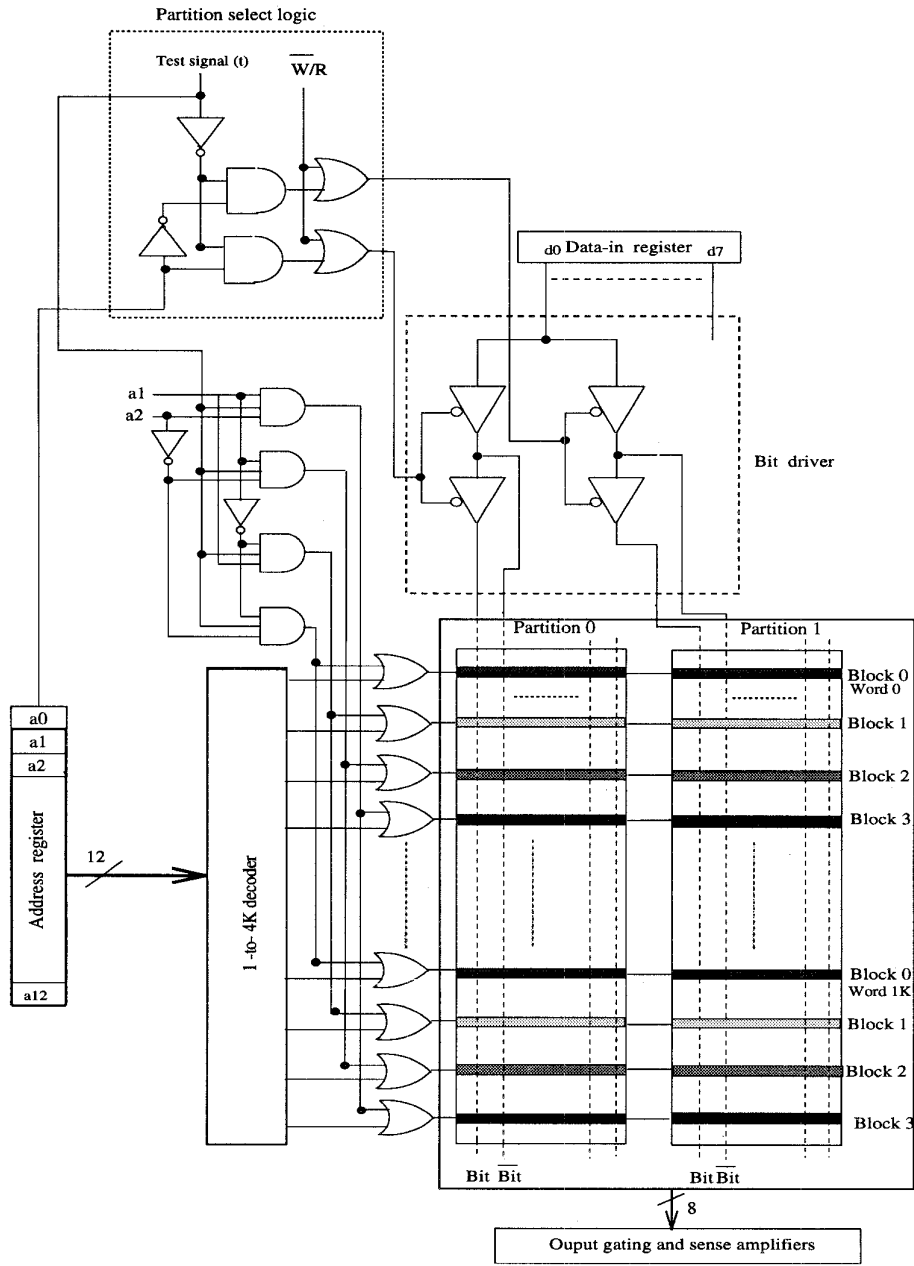 Partition select logic
Test signal (t)
W/R
d0 Data-in register d7
a1
a2
Bit driver
Partition 0
Partition 1
Block 0
Word 0
Block 1
Block 2
Block 3
a0
a1
a2
Address register
a12
12
1-to-4K decoder
Block 0
Word 1K
Block 1
Block 2
Block 3
Bit Bit
Bit Bit
8
Ouput gating and sense amplifiers